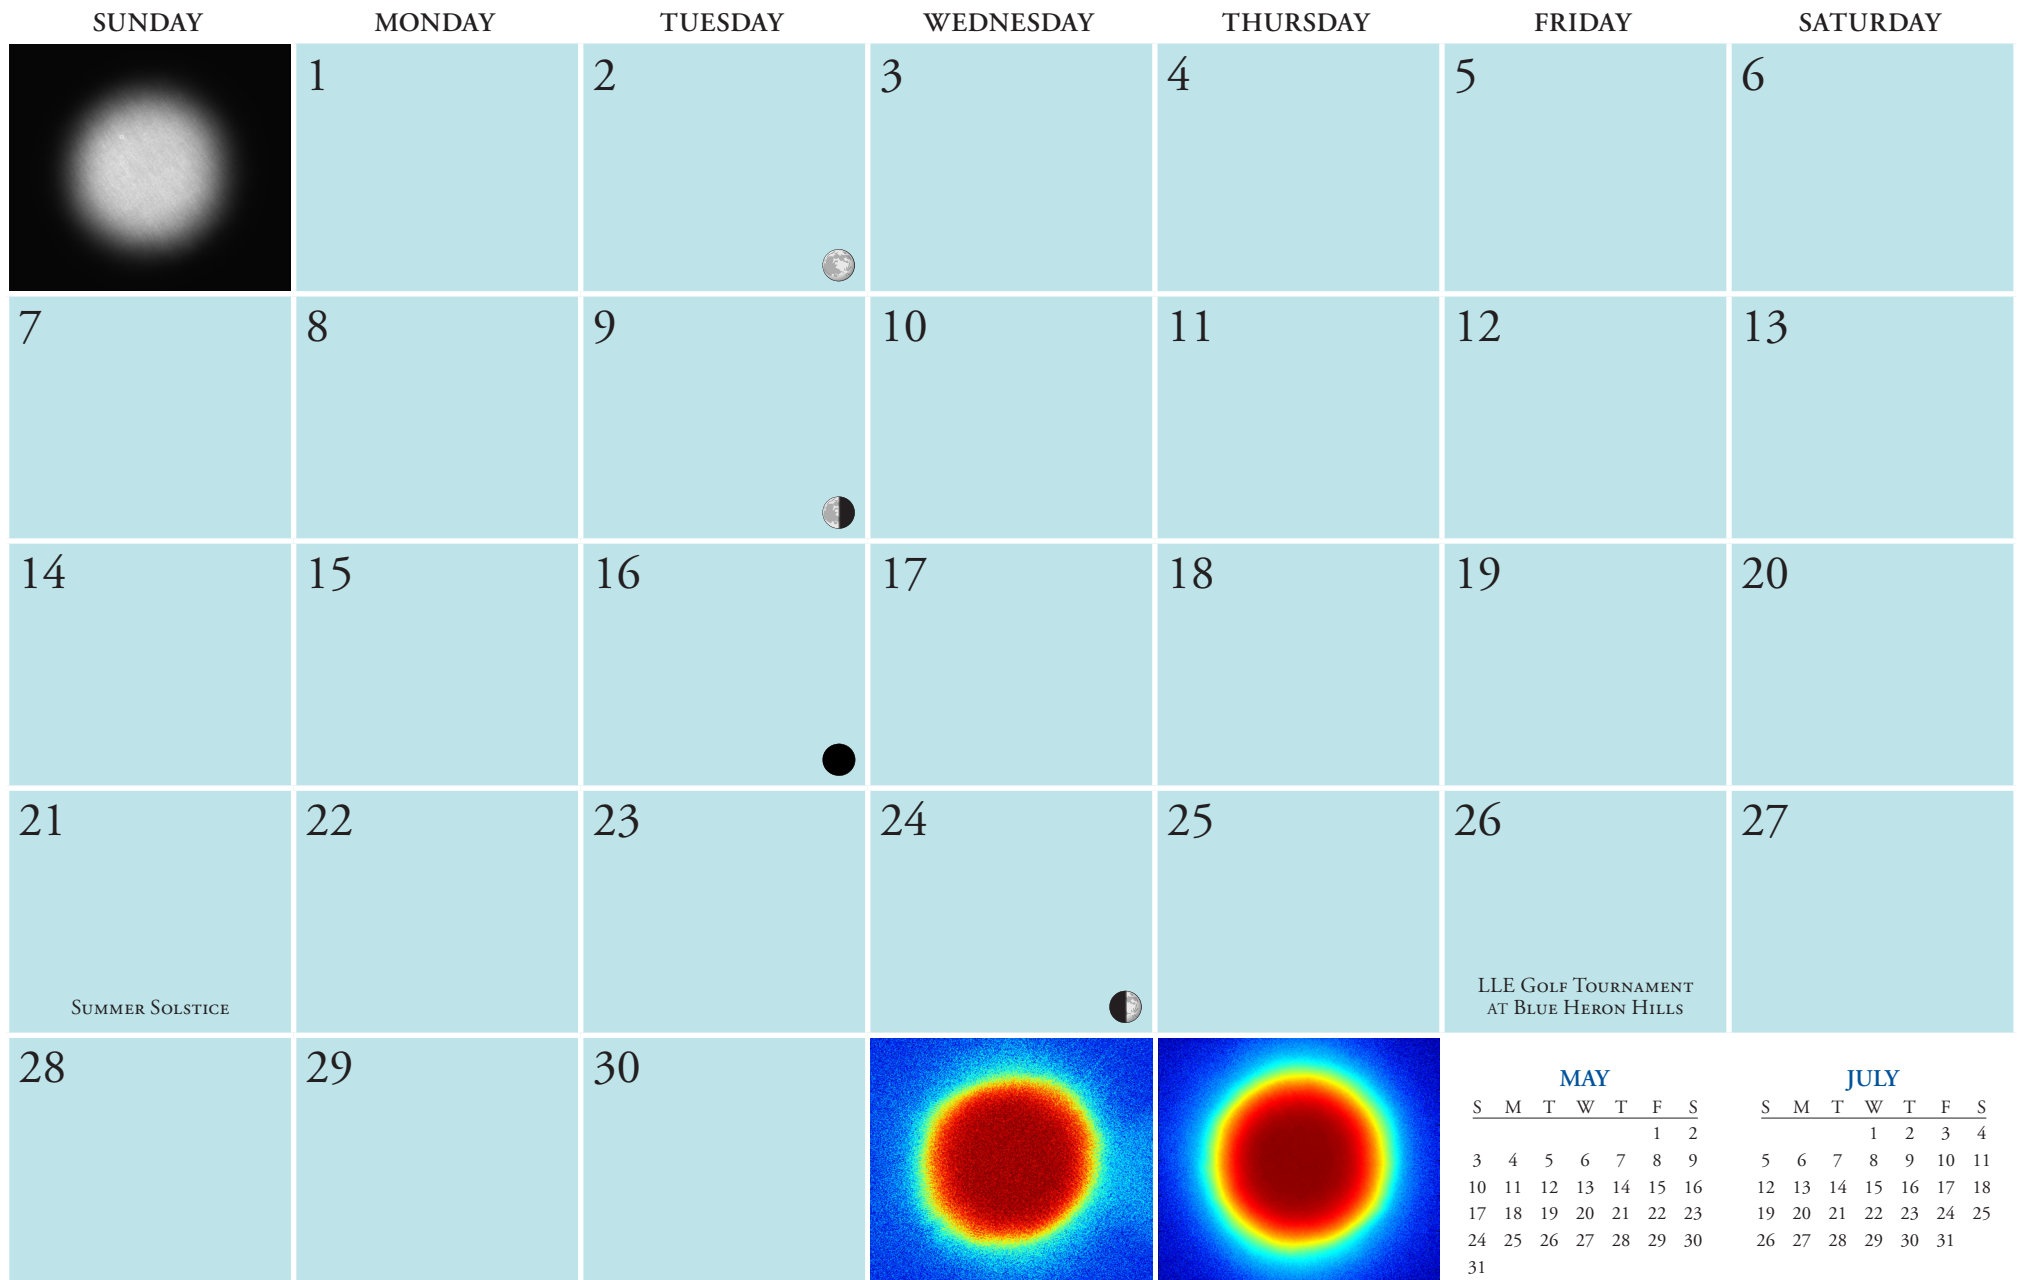 SUNDAY MONDAY TUESDAY WEDNESDAY THURSDAY FRIDAY SATURDAY
1 2 3 4 5 6
7 8 9 10 11 12 13
14 15 16 17 18 19 20
21 22 23 24 25 26 27
SUMMER SOLSTICE
LLE GOLF TOURNAMENT
AT BLUE HERON HILLS
28 29 30
MAY
S M T W T F S
1 2
3 4 5 6 7 8 9
10 11 12 13 14 15 16
17 18 19 20 21 22 23
24 25 26 27 28 29 30
31
JULY
S M T W T F S
1 2 3 4
5 6 7 8 9 10 11
12 13 14 15 16 17 18
19 20 21 22 23 24 25
26 27 28 29 30 31